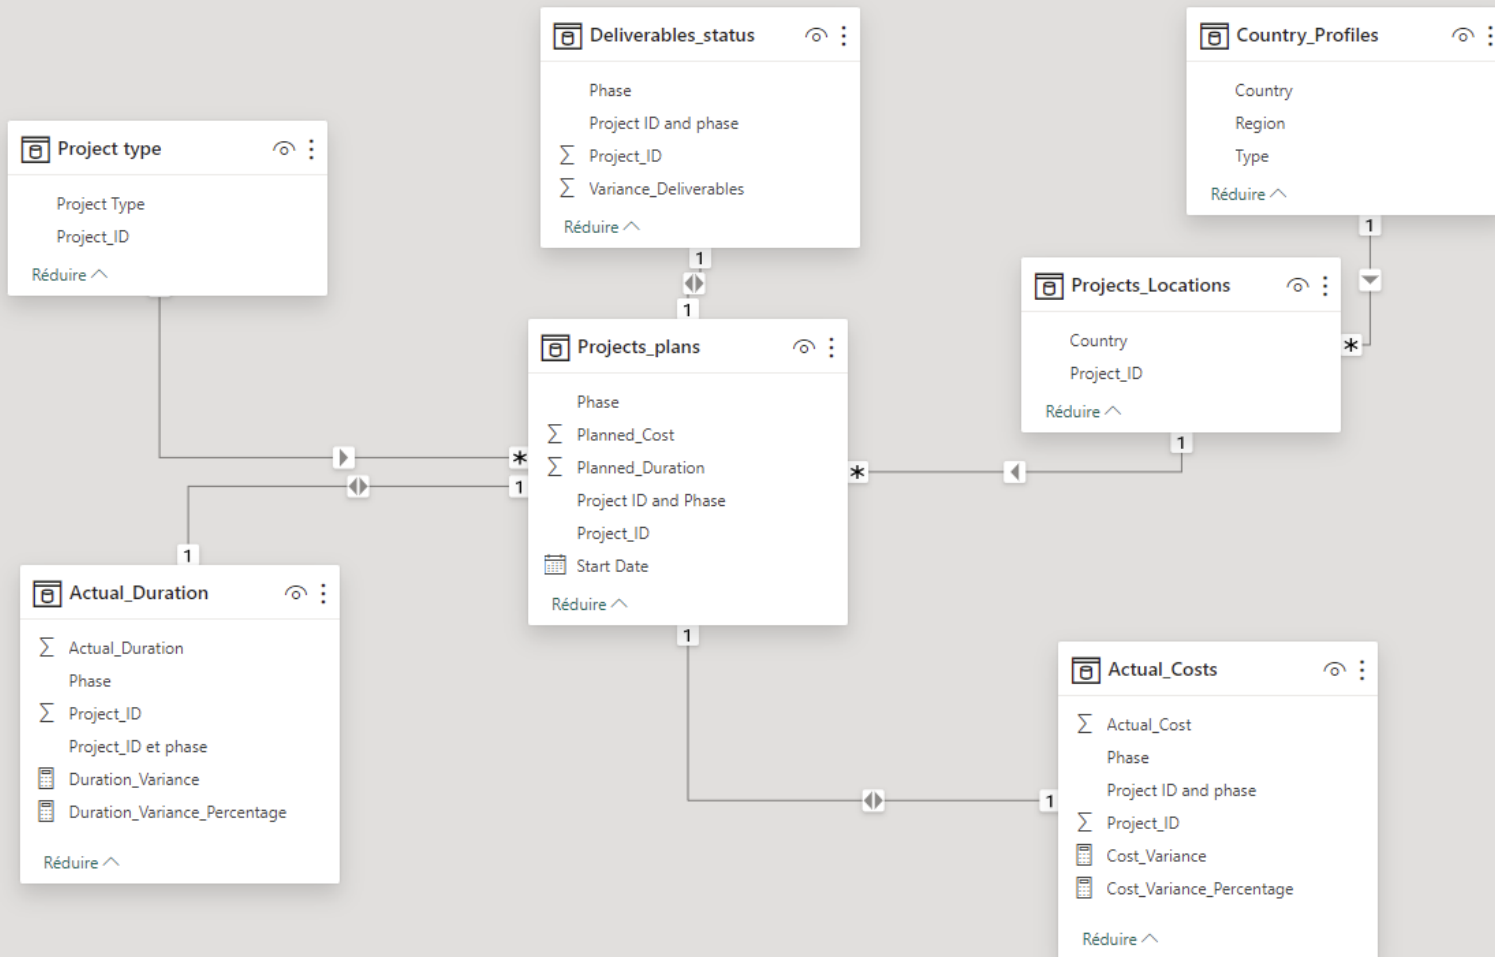 Deliverables_status
Phase
Project ID and phase
Project_ID
Variance_Deliverables
Réduire
Country_Profiles
Country
Region
Type
Réduire
Project type
Project Type
Project_ID
Réduire
Projects_Locations
Country
Project_ID
Réduire
Projects_plans
Phase
Planned_Cost
Planned_Duration
Project ID and Phase
Project_ID
Start Date
Réduire
1
1
1
*
1
*
1
*
1
1
1
1
Actual_Duration
Actual_Duration
Phase
Project_ID
Project_ID et phase
Duration_Variance
Duration_Variance_Percentage
Réduire
Actual_Costs
Actual_Cost
Phase
Project ID and phase
Project_ID
Cost_Variance
Cost_Variance_Percentage
Réduire